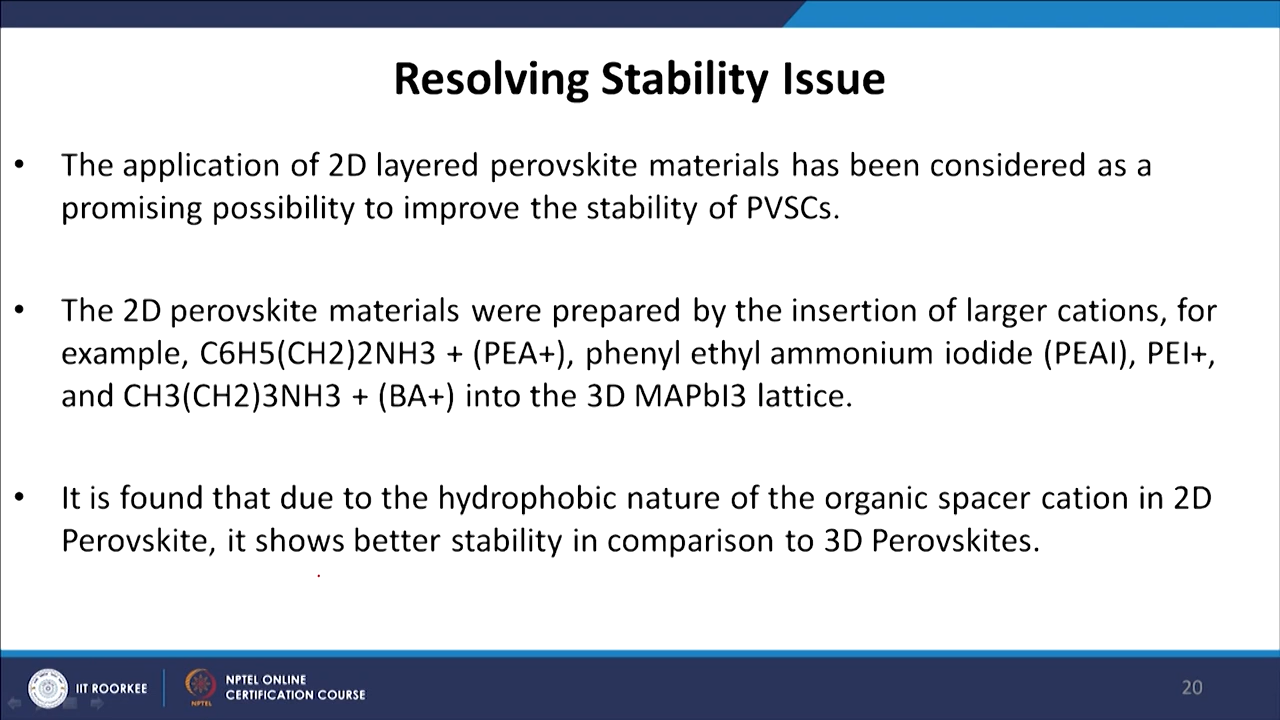 Resolving Stability Issue
• The application of 2D layered perovskite materials has been considered as a
promising possibility to improve the stability of PVSCs.
• The 2D perovskite materials were prepared by the insertion of larger cations, for
example, C6H5(CH2)2NH3 + (PEA+), phenyl ethyl ammonium iodide (PEAI), PEI+,
and CH3(CH2)3NH3 + (BA+) into the 3D MAPbI3 lattice.
• It is found that due to the hydrophobic nature of the organic spacer cation in 2D
Perovskite, it shows better stability in comparison to 3D Perovskites.
IIT ROORKEE
NPTEL
NPTEL ONLINE
CERTIFICATION COURSE
20